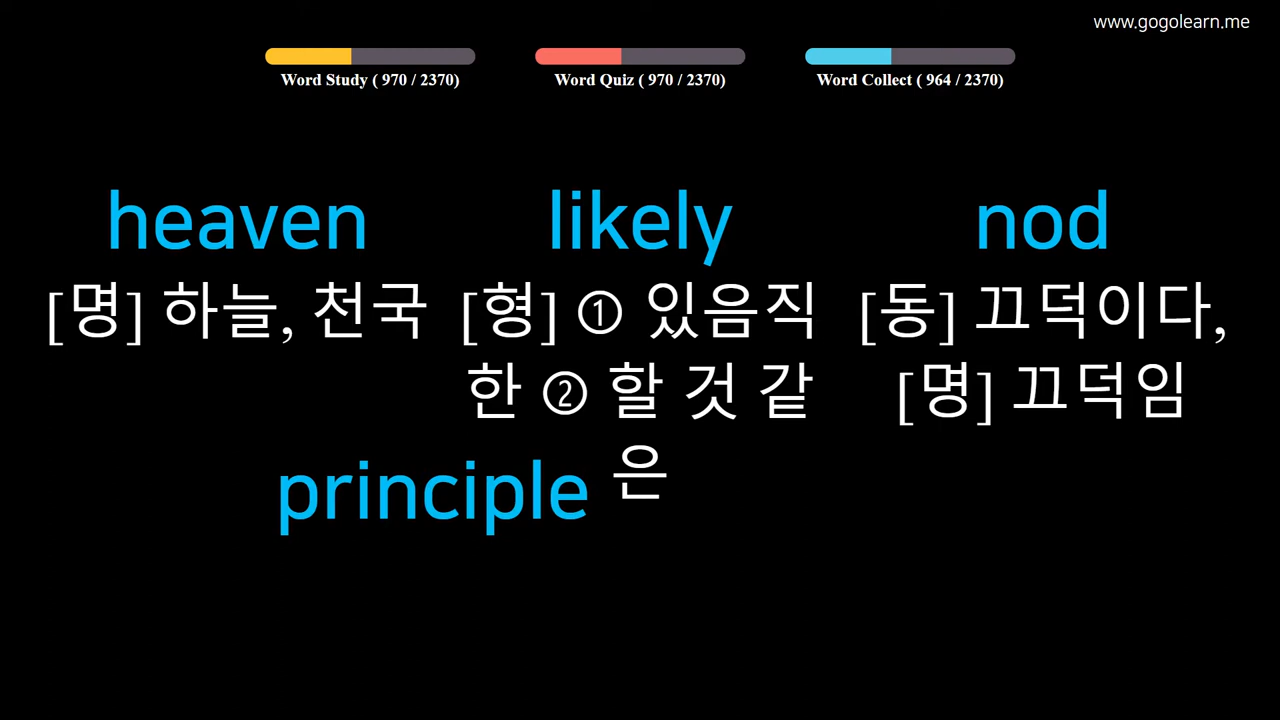 www.gogolearn.me
Word Study ( 970 / 2370)
Word Quiz ( 970 / 2370)
Word Collect ( 964 / 2370)
heaven
[명] 하늘, 천국
likely
[형] ① 있음직
한 ② 할 것 같
은
nod
[동] 끄덕이다,
[명] 끄덕임
principle